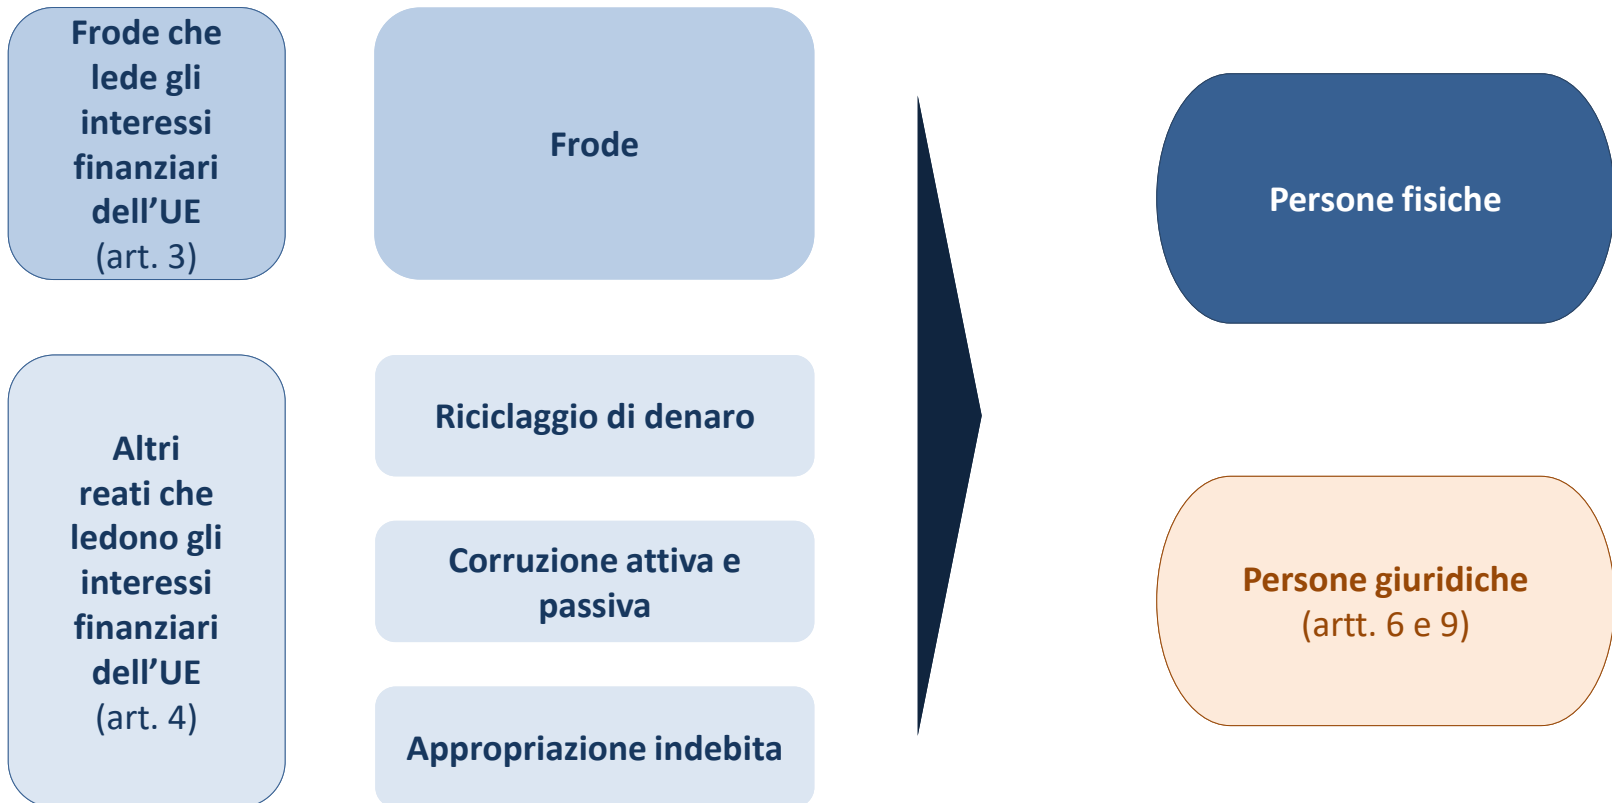 Frode che
lede gli
interessi
finanziari
dell’UE
(art. 3)
Frode
Altri
reati che
ledono gli
interessi
finanziari
dell’UE
(art. 4)
Riciclaggio di denaro
Corruzione attiva e
passiva
Appropriazione indebita
Persone fisiche
Persone giuridiche
(artt. 6 e 9)